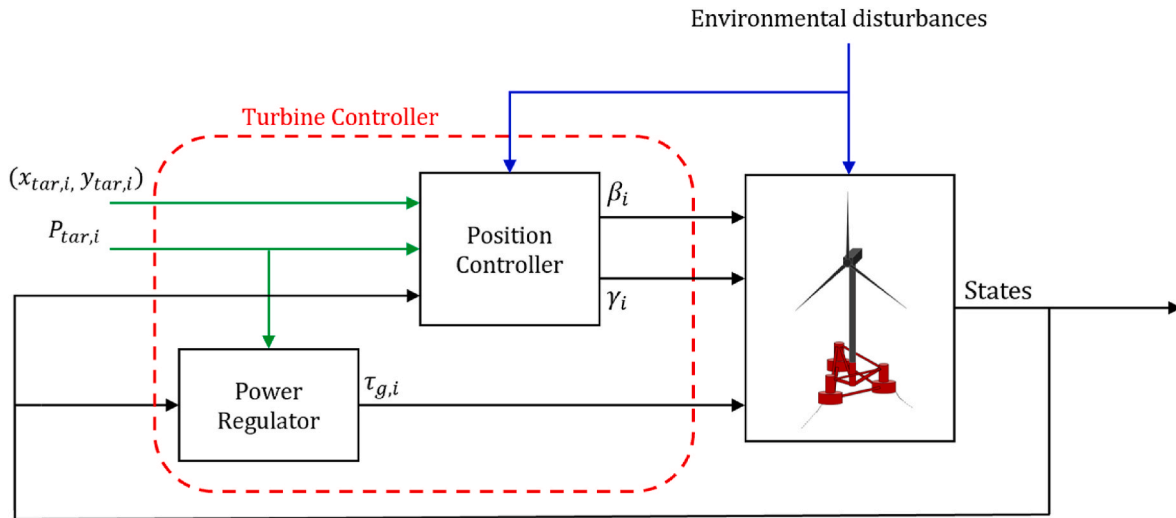 Environmental disturbances
Turbine Controller
(x_{tar,i}, y_{tar,i})
P_{tar,i}
Position
Controller
β_i
γ_i
States
Power
Regulator
τ_{g,i}